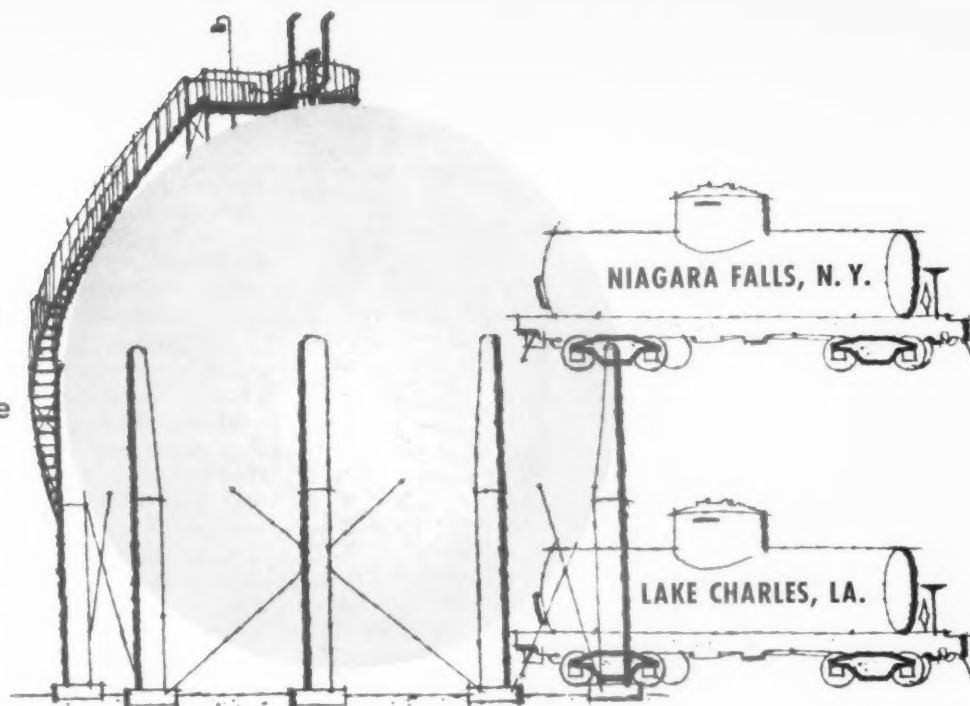 NIAGARA FALLS, N. Y.
e
LAKE CHARLES, LA.